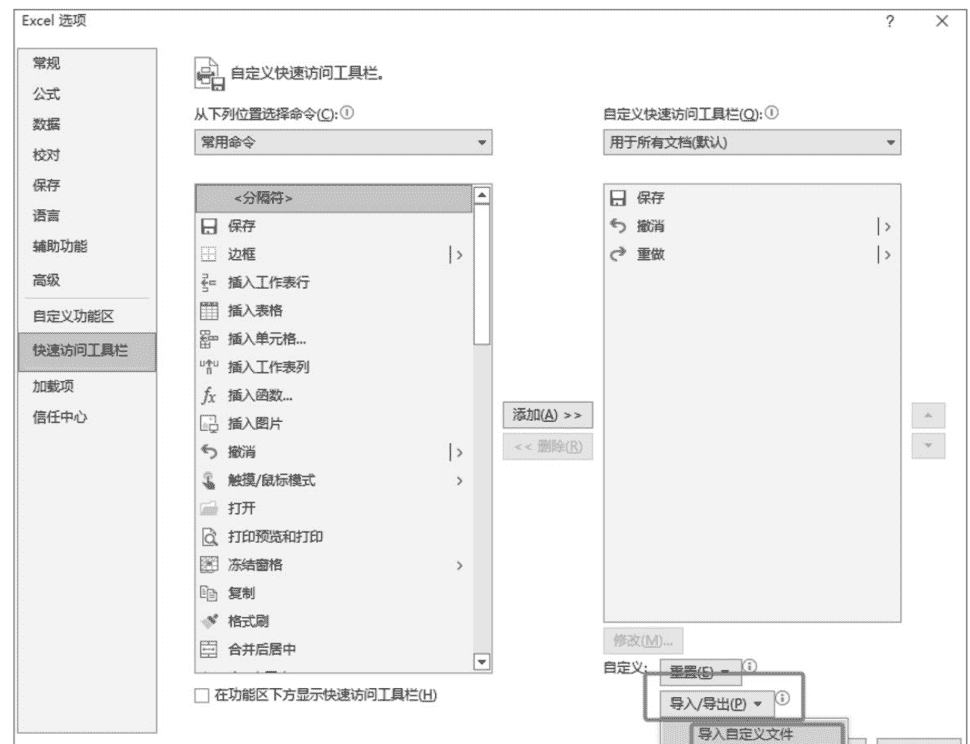 Excel 选项
?
常规
公式
数据
校对
保存
语言
辅助功能
高级
自定义功能区
快速访问工具栏
加载项
信任中心
自定义快速访问工具栏。
从下列位置选择命令(C):
常用命令
<分隔符>
保存
边框
插入工作表行
插入表格
插入单元格...
插入工作表列
fx 插入函数...
插入图片
撤消
触摸/鼠标模式
打开
打印预览和打印
冻结窗格
复制
格式刷
合并后居中
在功能区下方显示快速访问工具栏(H)
添加(A) >>
<< 删除(R)
自定义快速访问工具栏(Q):
用于所有文档(默认)
保存
撤消
重做
修改(M)...
自定义:
重置(E)
导入/导出(P)
导入自定义文件